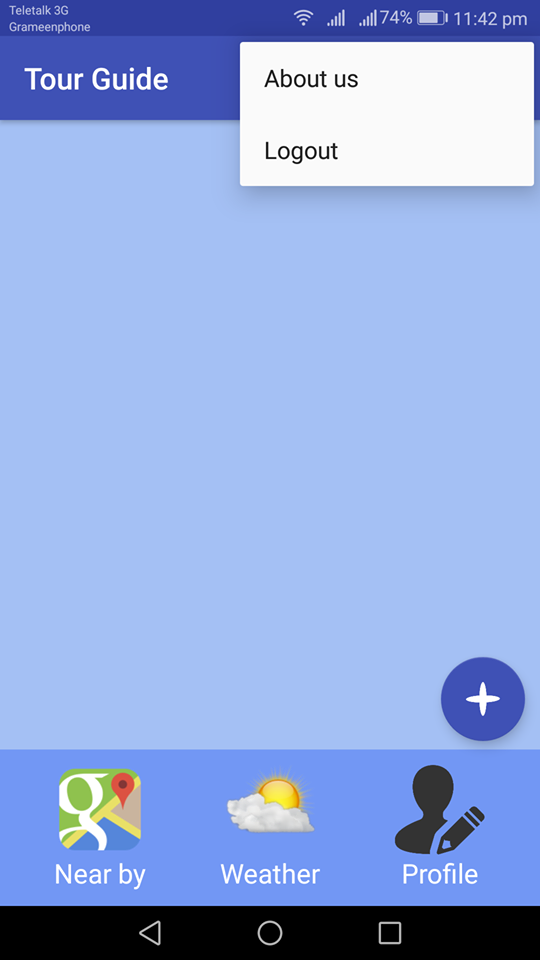 Teletalk 3G
Grameenphone
74%
11:42 pm
Tour Guide
About us
Logout
g
Near by
Weather
Profile